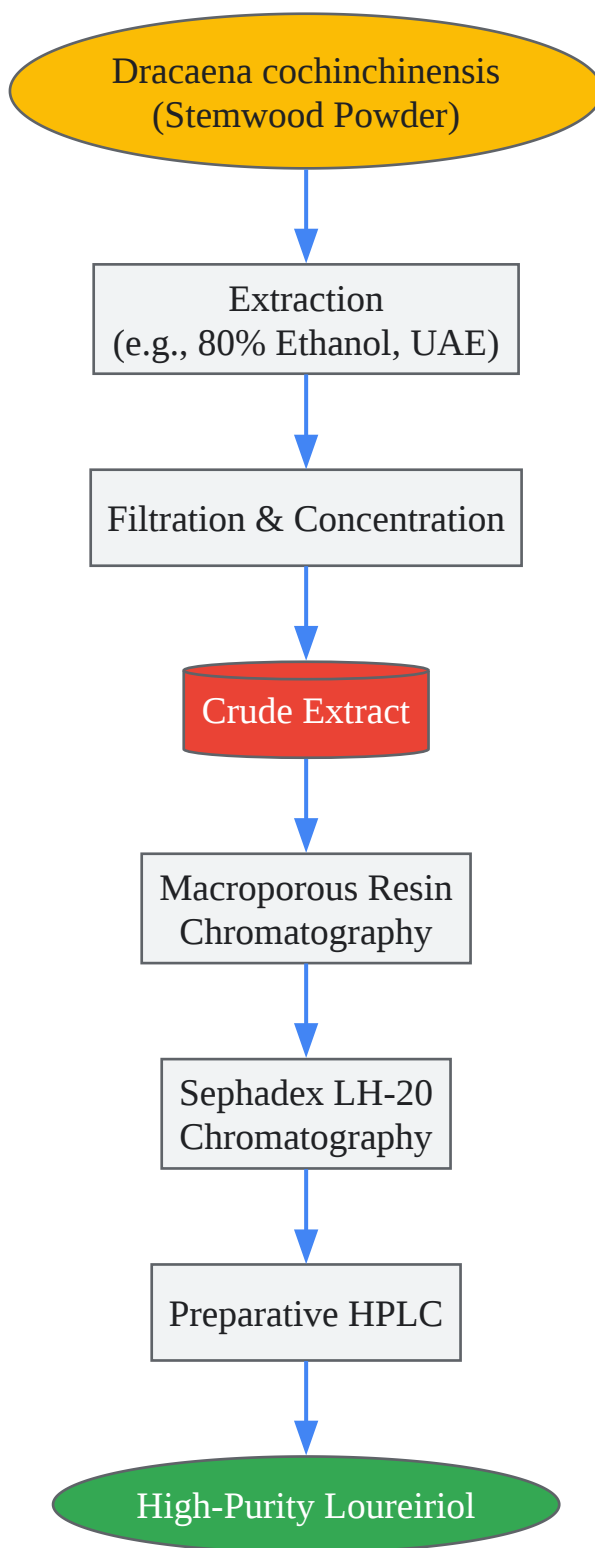 Dracaena cochinchinensis
(Stemwood Powder)
Extraction
(e.g., 80% Ethanol, UAE)
Filtration & Concentration
Crude Extract
Macroporous Resin
Chromatography
Sephadex LH-20
Chromatography
Preparative HPLC
High-Purity Loureiriol